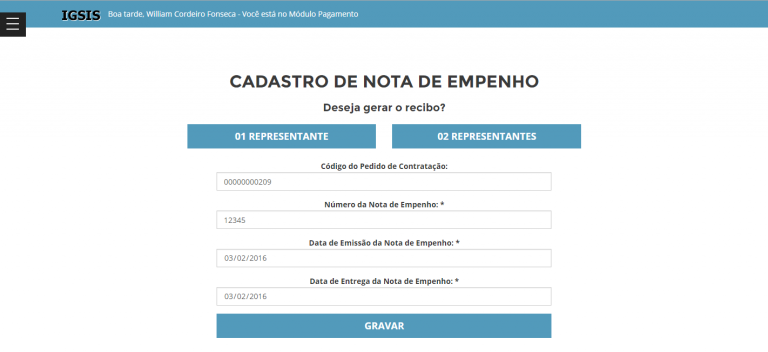 IGSIS Boa tarde, William Cordeiro Fonseca - Você está no Módulo Pagamento
CADASTRO DE NOTA DE EMPENHO
Deseja gerar o recibo?
01 REPRESENTANTE 02 REPRESENTANTES
Código do Pedido de Contratação:
00000000209
Número da Nota de Empenho: *
12345
Data de Emissão da Nota de Empenho: *
03/02/2016
Data de Entrega da Nota de Empenho: *
03/02/2016
GRAVAR